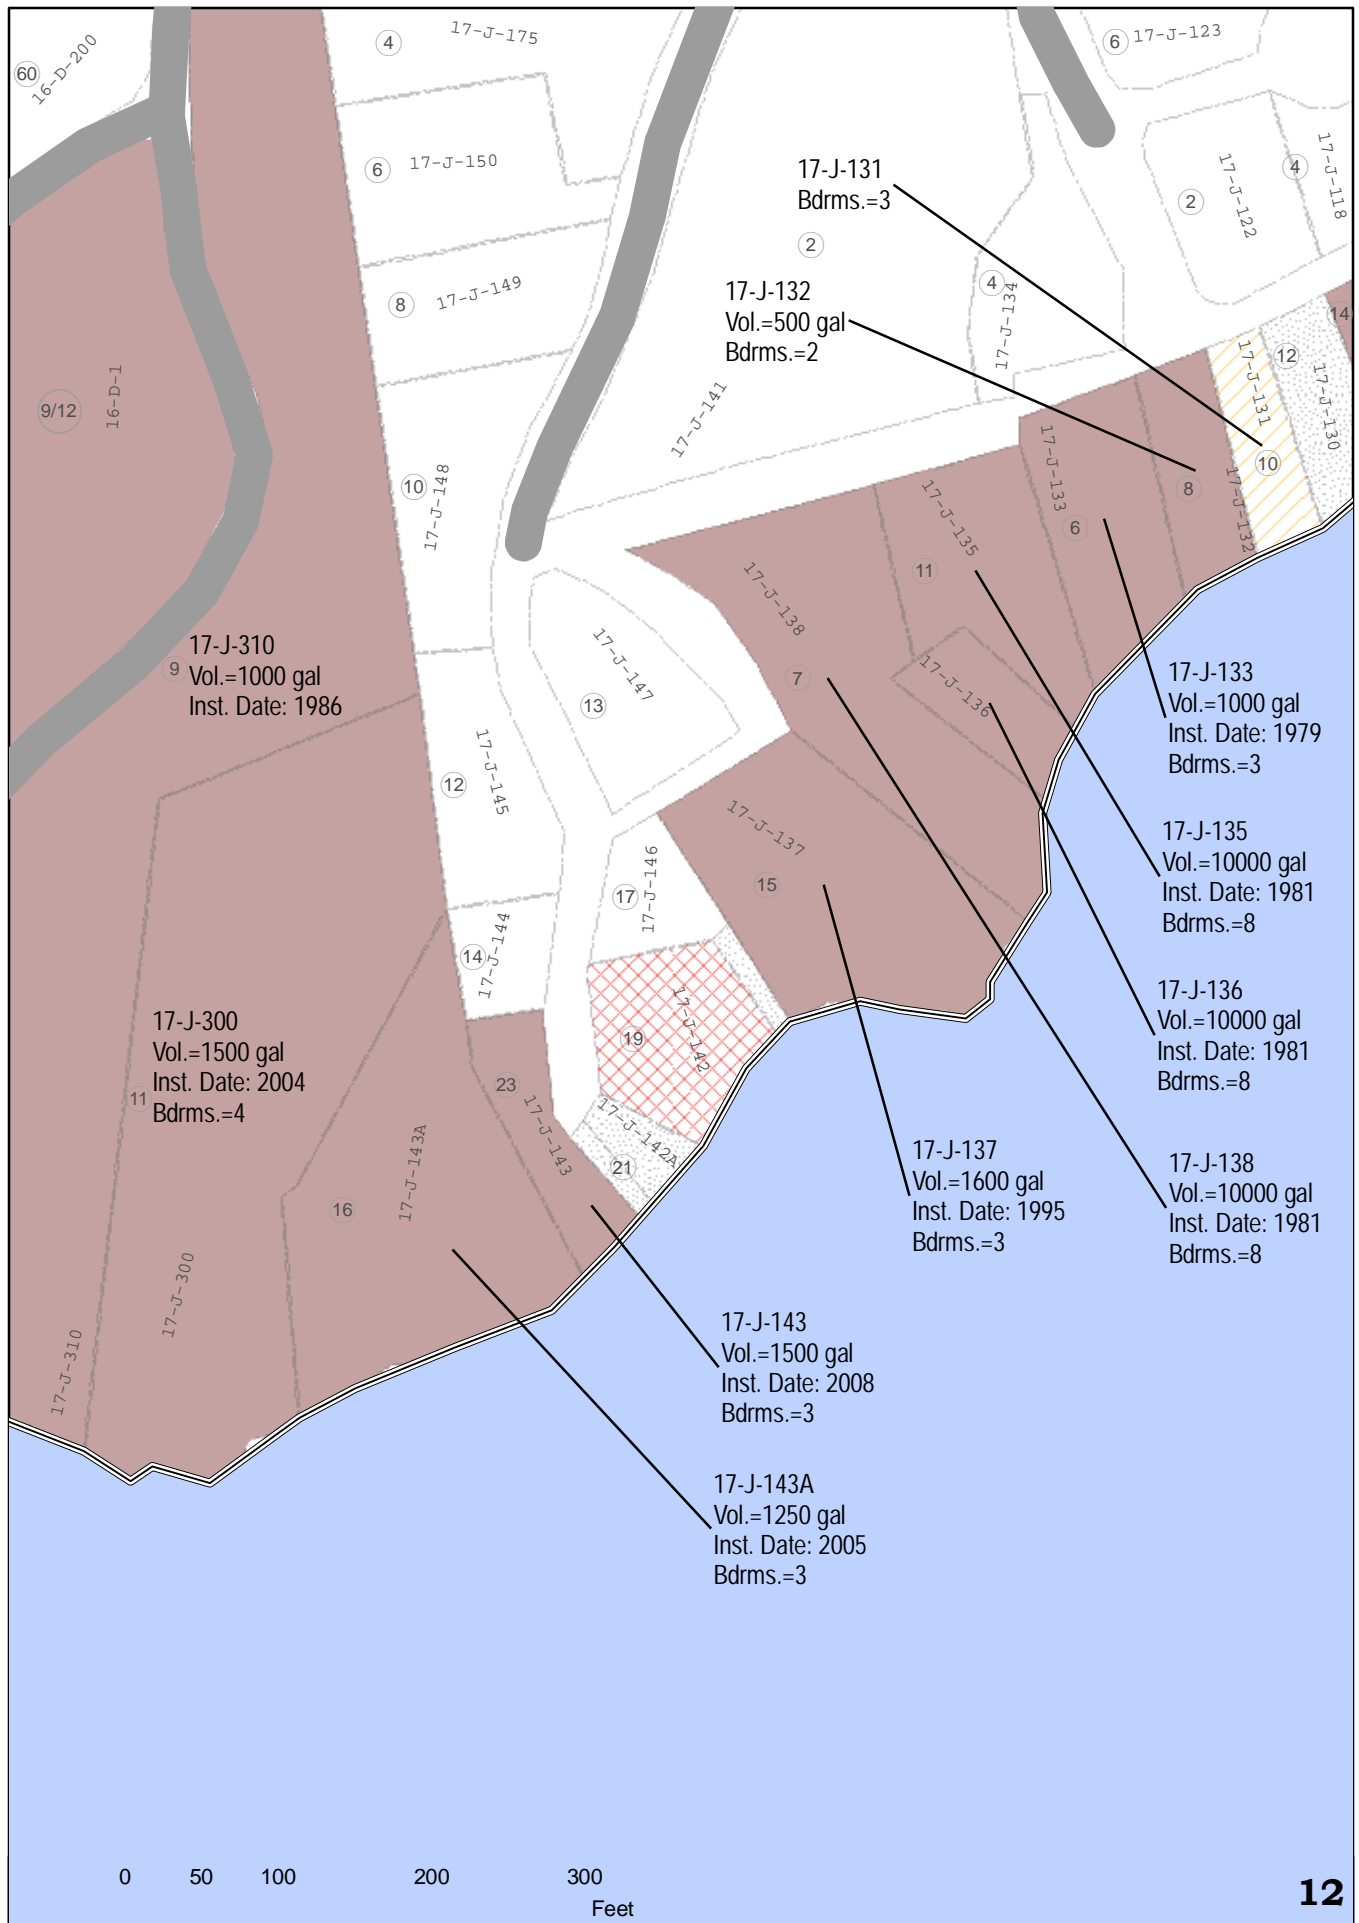 60
16-D-200
4
17-J-175
6
17-J-123
6
17-J-150
17-J-131
Bdrms.=3
2
2
17-J-122
4
17-J-118
8
17-J-149
4
17-J-134
17-J-132
Vol.=500 gal
Bdrms.=2
14
12
17-J-130
17-J-131
10
9/12
16-D-1
17-J-141
10
17-J-148
17-J-133
6
8
17-J-132
17-J-135
11
17-J-138
7
17-J-136
17-J-147
13
9
17-J-310
Vol.=1000 gal
Inst. Date: 1986
17-J-133
Vol.=1000 gal
Inst. Date: 1979
Bdrms.=3
12
17-J-145
17-J-137
15
17-J-135
Vol.=10000 gal
Inst. Date: 1981
Bdrms.=8
17
17-J-146
14
17-J-144
17-J-136
Vol.=10000 gal
Inst. Date: 1981
Bdrms.=8
19
17-J-142
11
17-J-300
Vol.=1500 gal
Inst. Date: 2004
Bdrms.=4
23
17-J-143
17-J-142A
21
16
17-J-143A
17-J-137
Vol.=1600 gal
Inst. Date: 1995
Bdrms.=3
17-J-138
Vol.=10000 gal
Inst. Date: 1981
Bdrms.=8
17-J-300
17-J-310
17-J-143
Vol.=1500 gal
Inst. Date: 2008
Bdrms.=3
17-J-143A
Vol.=1250 gal
Inst. Date: 2005
Bdrms.=3
0 50 100 200 300
Feet
12